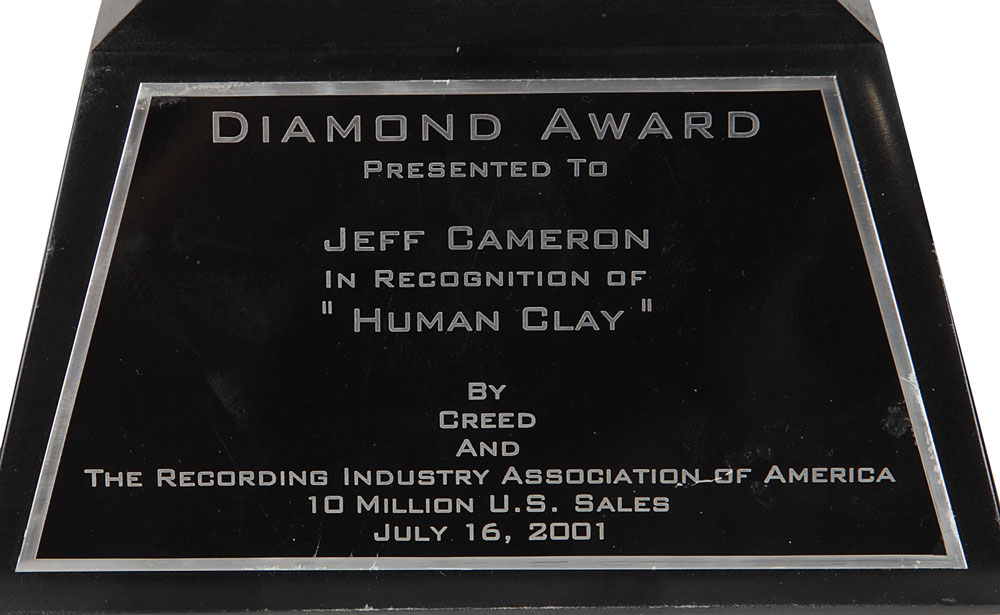 Diamond Award
Presented To
Jeff Cameron
In Recognition of
" Human Clay "
By
Creed
And
The Recording Industry Association of America
10 Million U.S. Sales
July 16, 2001